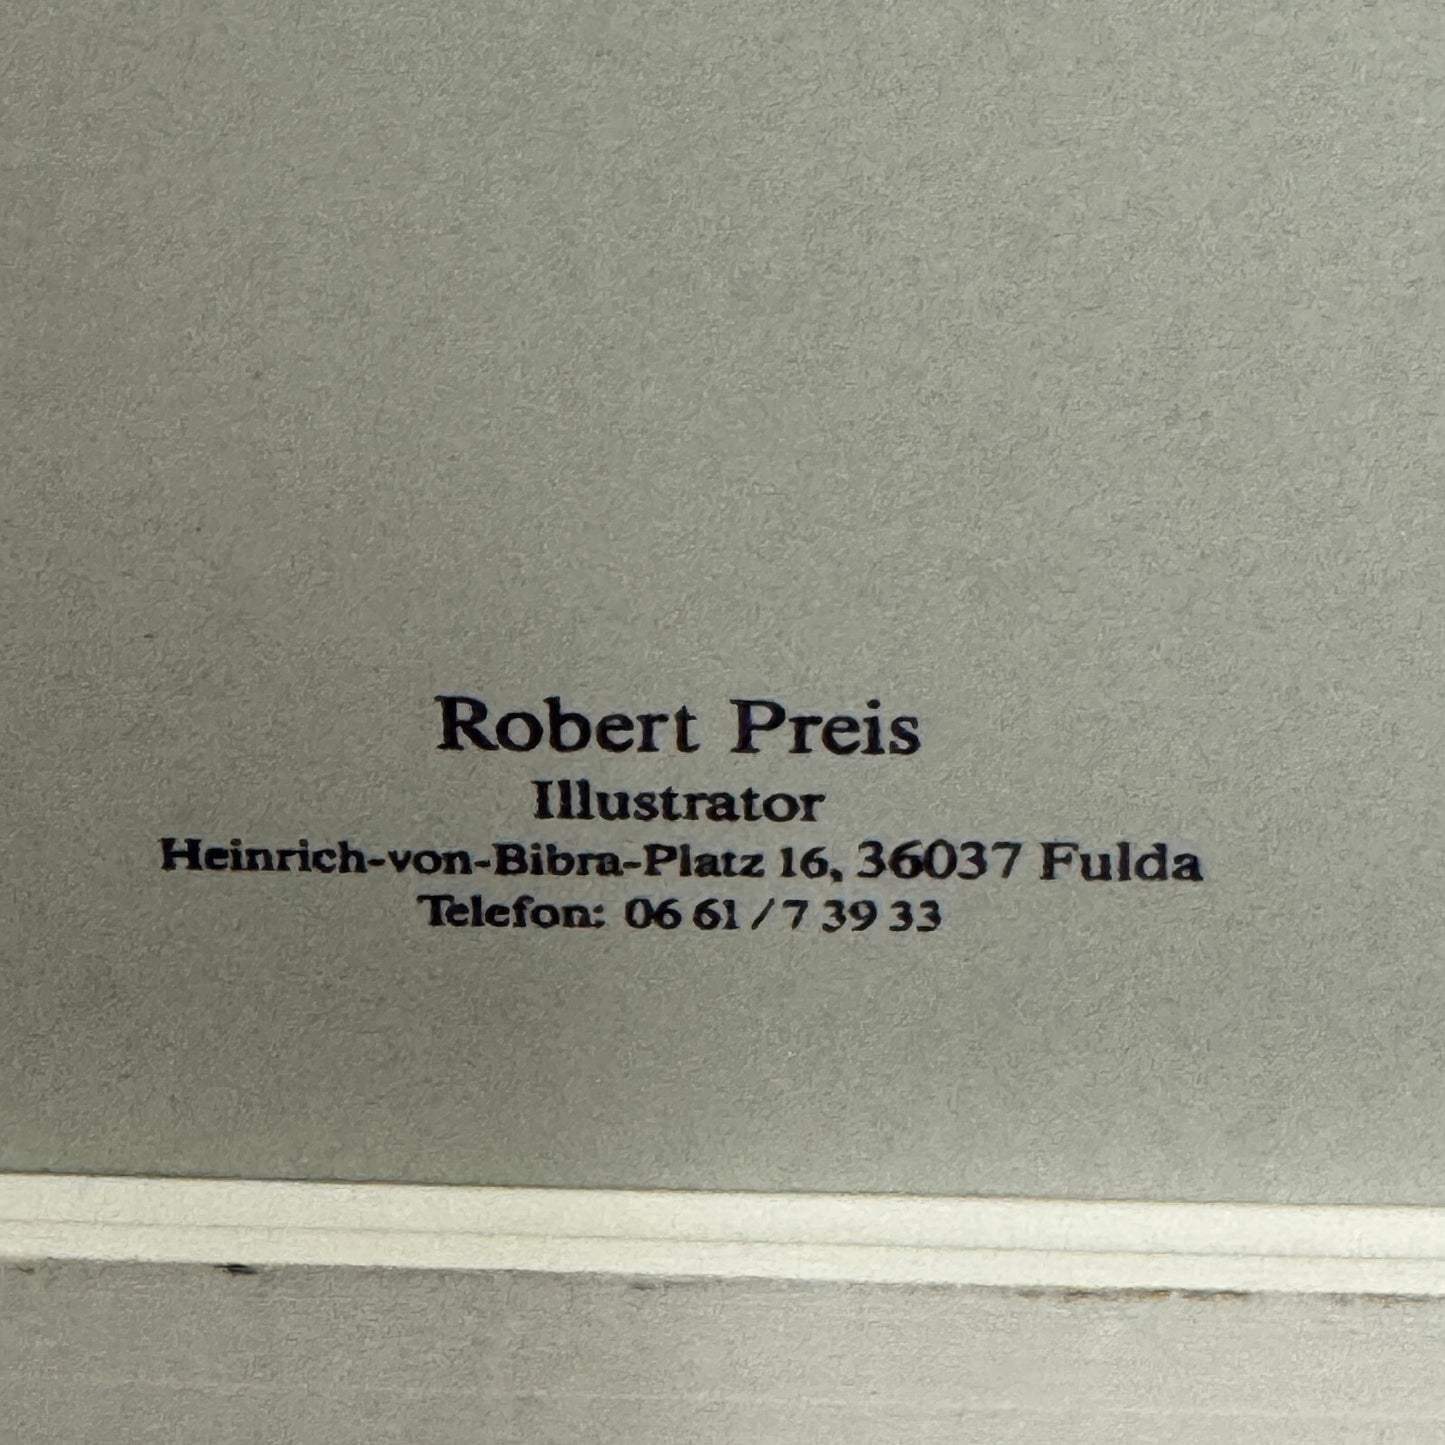 Robert Preis
Illustrator
Heinrich-von-Bibra-Platz 16, 36037 Fulda
Telefon: 06 61 / 7 39 33